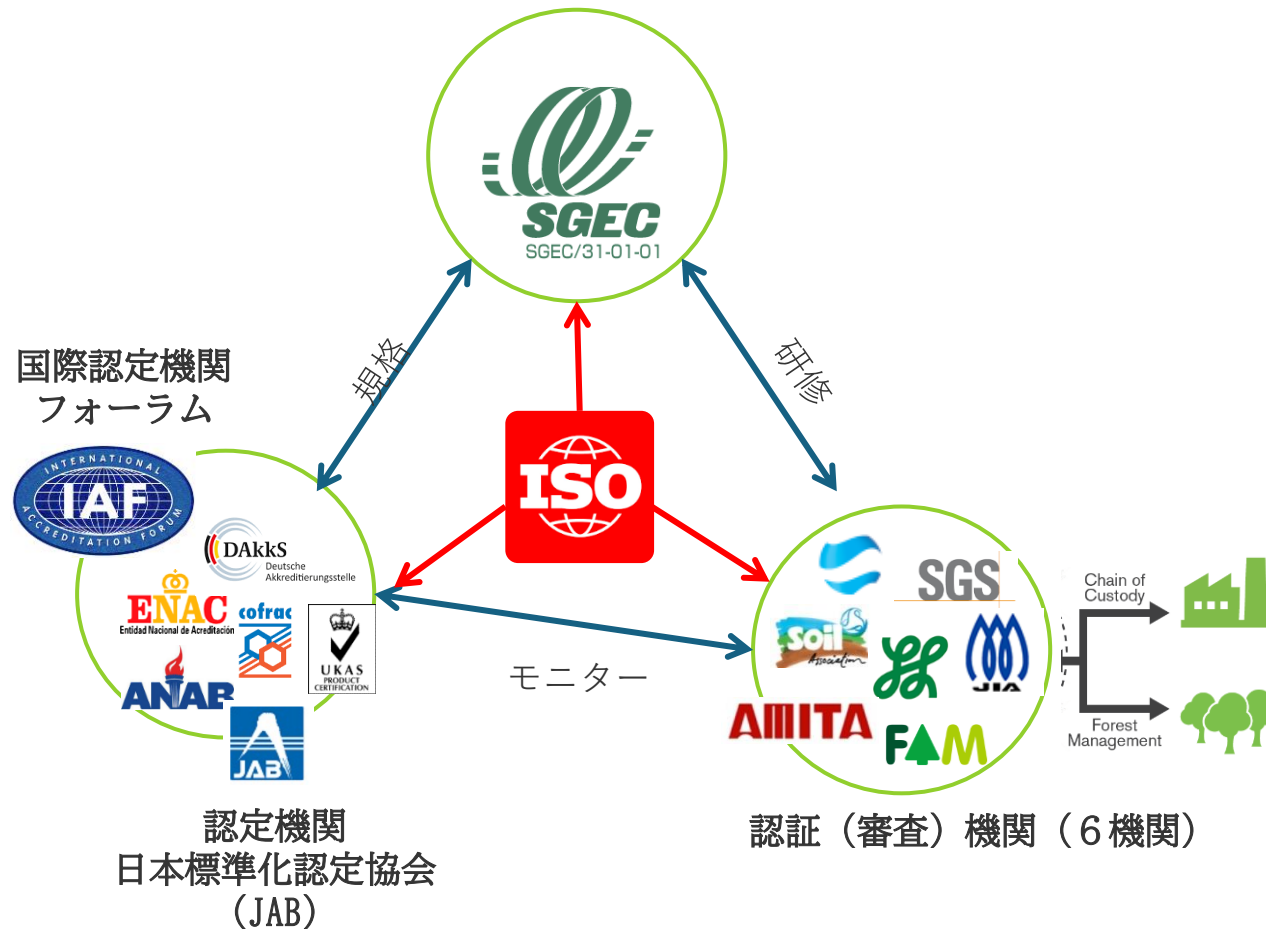 SGEC
SGEC/31-01-01
規格
研修
国際認定機関
フォーラム
INTERNATIONAL
IAF
ACCREDITATION FORUM
ISO
DAkkS
Deutsche
Akkreditierungsstelle
ENAC
Entidad Nacional de Acreditación
cofrac
UKAS
PRODUCT
CERTIFICATION
ANAB
JAB
モニター
SGS
Soil
Association
JIA
AMITA
FAM
Chain of
Custody
Forest
Management
認定機関
日本標準化認定協会
(JAB)
認証（審査）機関（６機関）